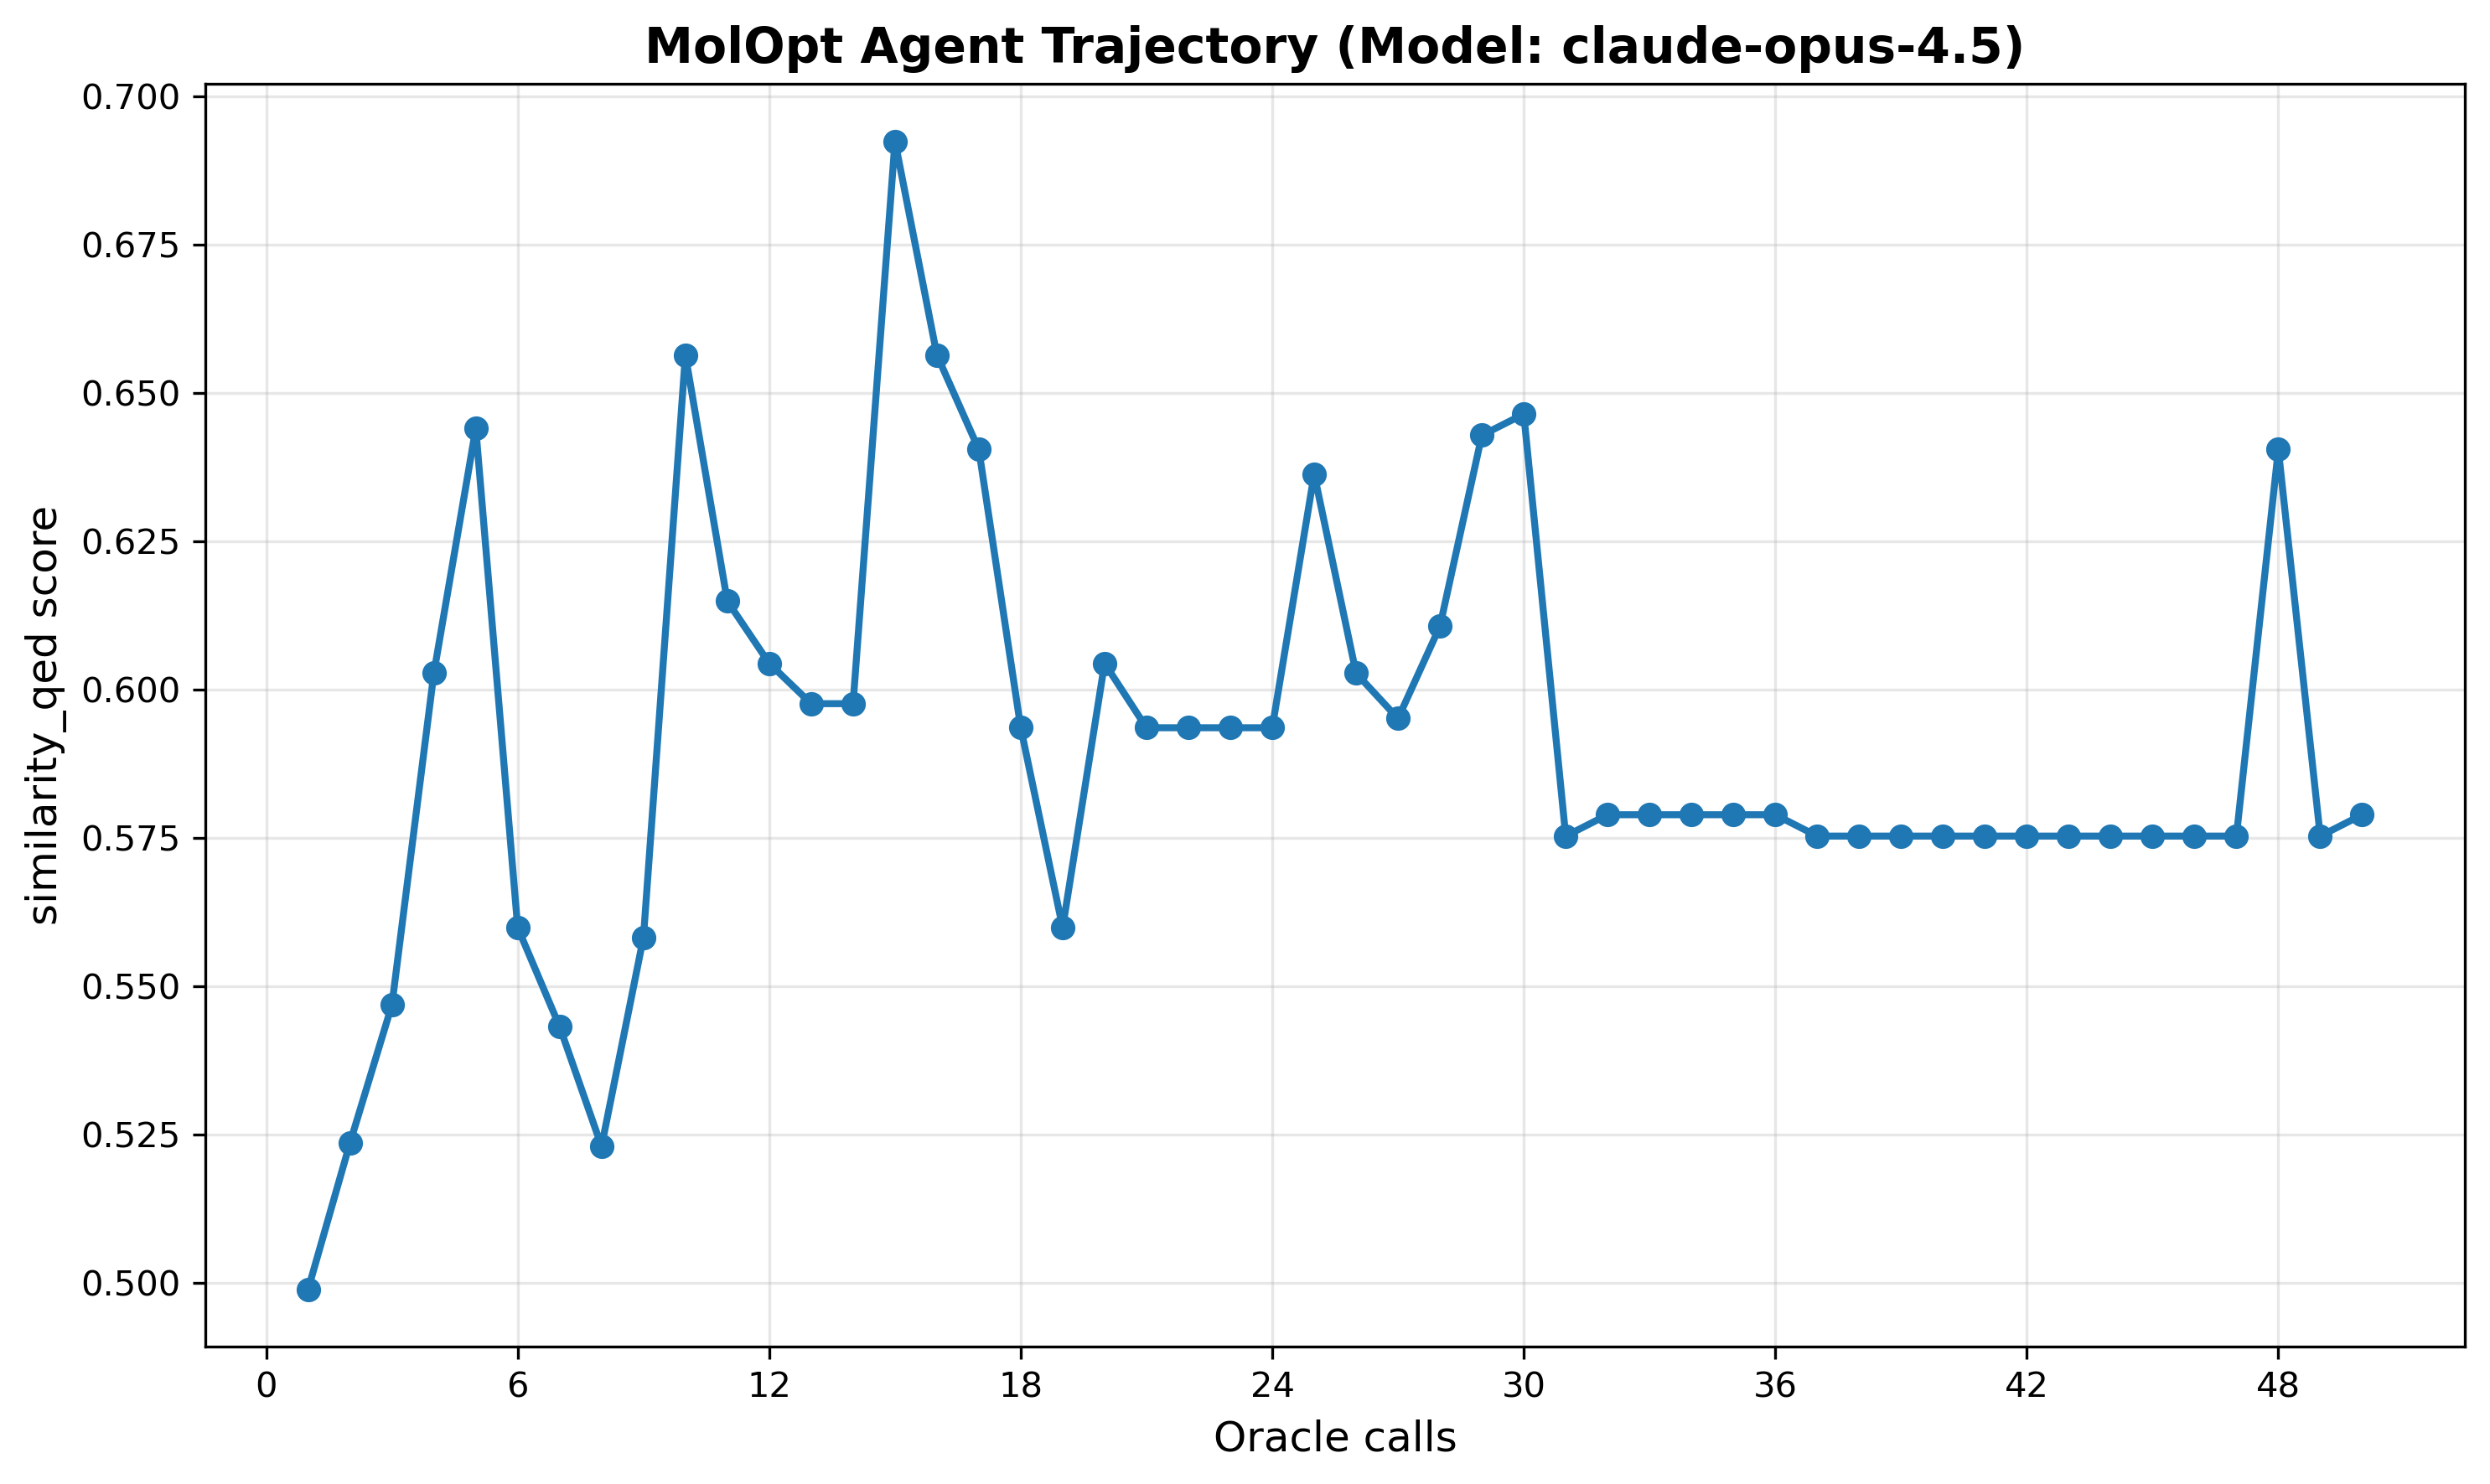 MolOpt Agent Trajectory (Model: claude-opus-4.5)
similarity_qed score
0.700
0.675
0.650
0.625
0.600
0.575
0.550
0.525
0.500
0 6 12 18 24 30 36 42 48
Oracle calls